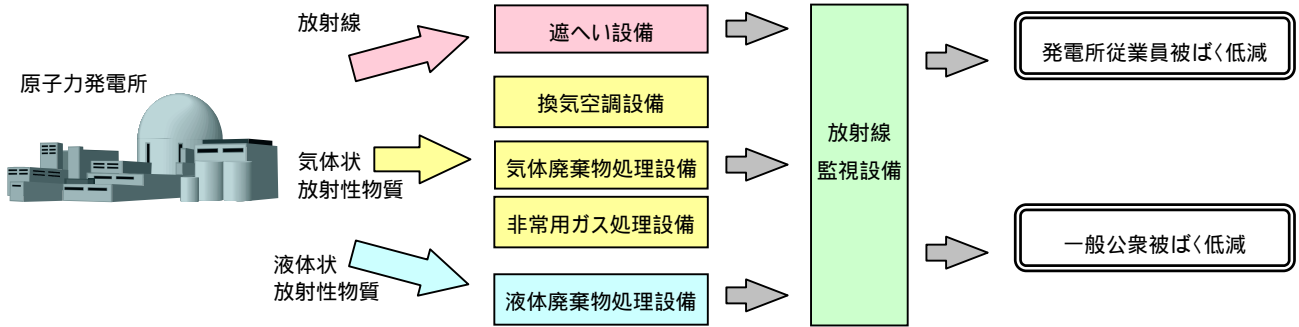 原子力発電所
放射線
気体状
放射性物質
液体状
放射性物質
遮へい設備
換気空調設備
気体廃棄物処理設備
非常用ガス処理設備
液体廃棄物処理設備
放射線
監視設備
発電所従業員被ばく低減
一般公衆被ばく低減